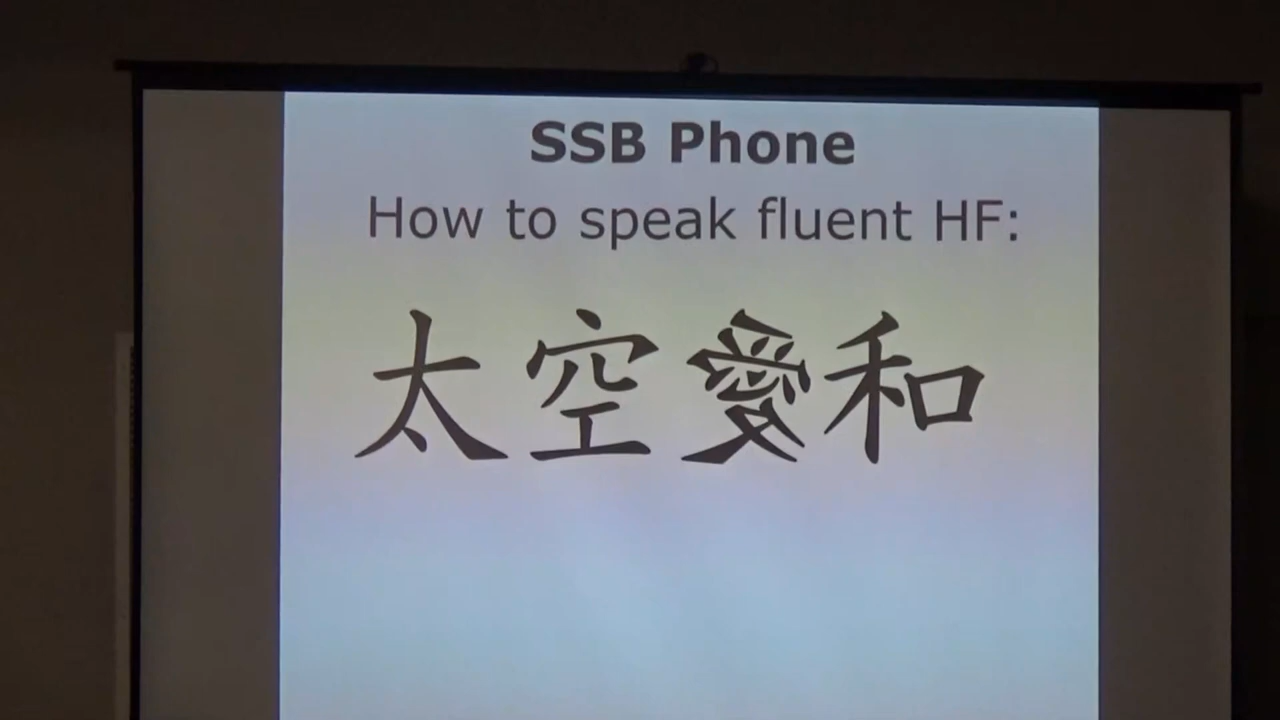 SSB Phone
How to speak fluent HF:
太空愛和